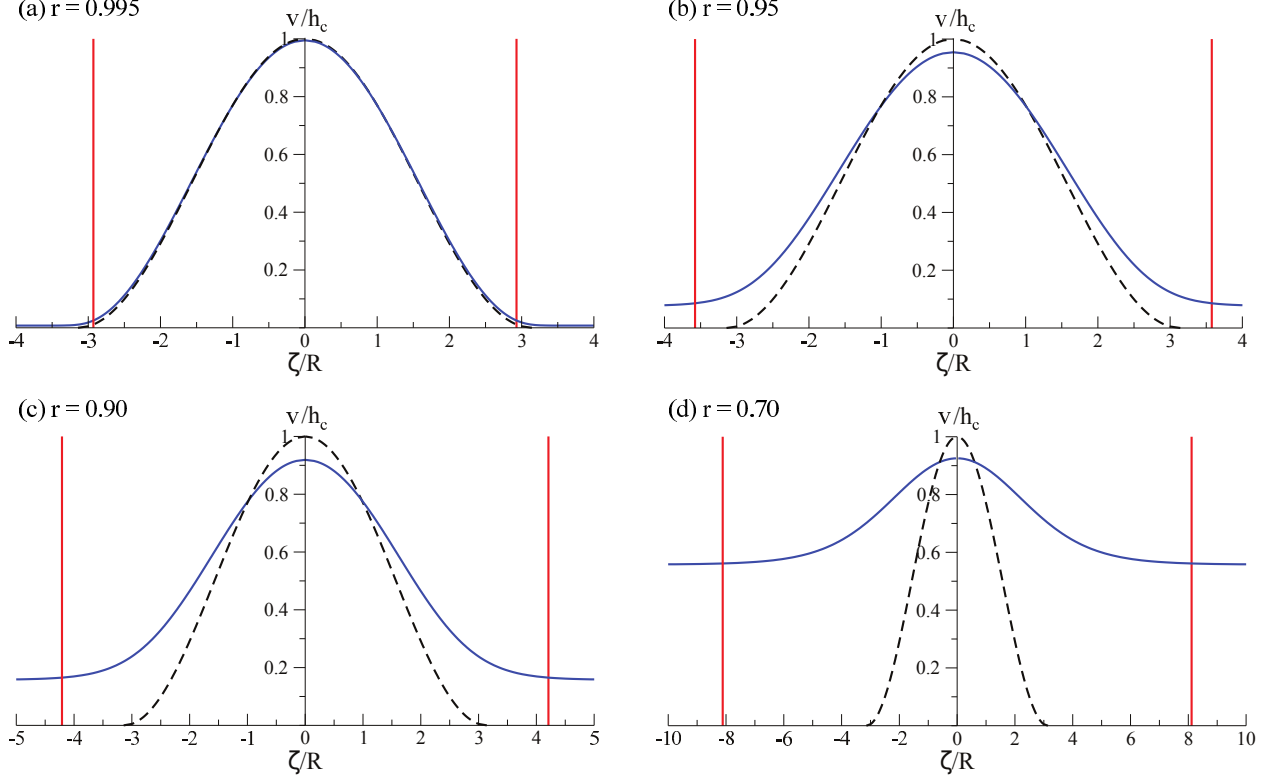 (a) r = 0.995
v/h_c
1
0.8
0.6
0.4
0.2
-4 -3 -2 -1 0 1 2 3 4
ζ/R
(b) r = 0.95
v/h_c
1
0.8
0.6
0.4
0.2
-4 -3 -2 -1 0 1 2 3 4
ζ/R
(c) r = 0.90
v/h_c
1
0.8
0.6
0.4
0.2
-5 -4 -3 -2 -1 0 1 2 3 4 5
ζ/R
(d) r = 0.70
v/h_c
1
0.8
0.6
0.4
0.2
-10 -8 -6 -4 -2 0 2 4 6 8 10
ζ/R